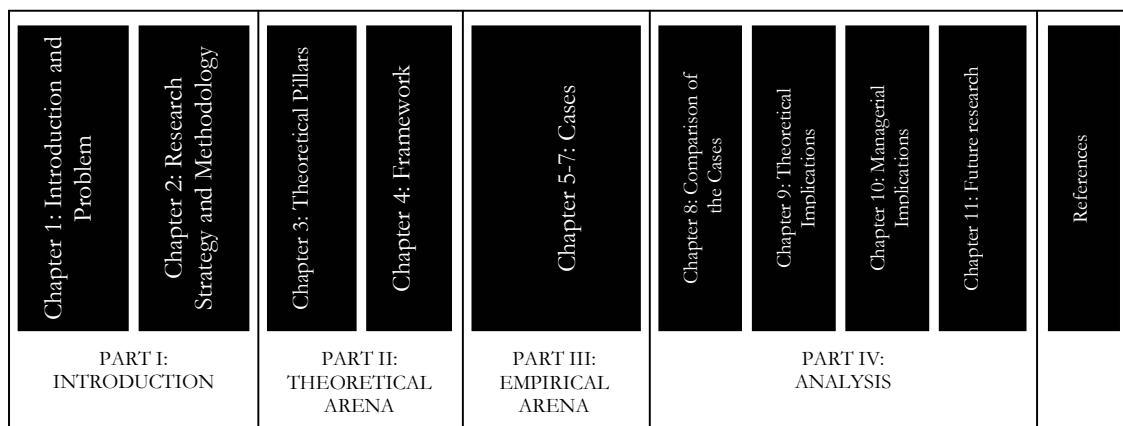 Chapter 1: Introduction and
Problem
Chapter 2: Research
Strategy and Methodology
Chapter 3: Theoretical Pillars
Chapter 4: Framework
Chapter 5-7: Cases
Chapter 8: Comparison of
the Cases
Chapter 9: Theoretical
Implications
Chapter 10: Managerial
Implications
Chapter 11: Future research
References
PART I:
INTRODUCTION
PART II:
THEORETICAL
ARENA
PART III:
EMPIRICAL
ARENA
PART IV:
ANALYSIS